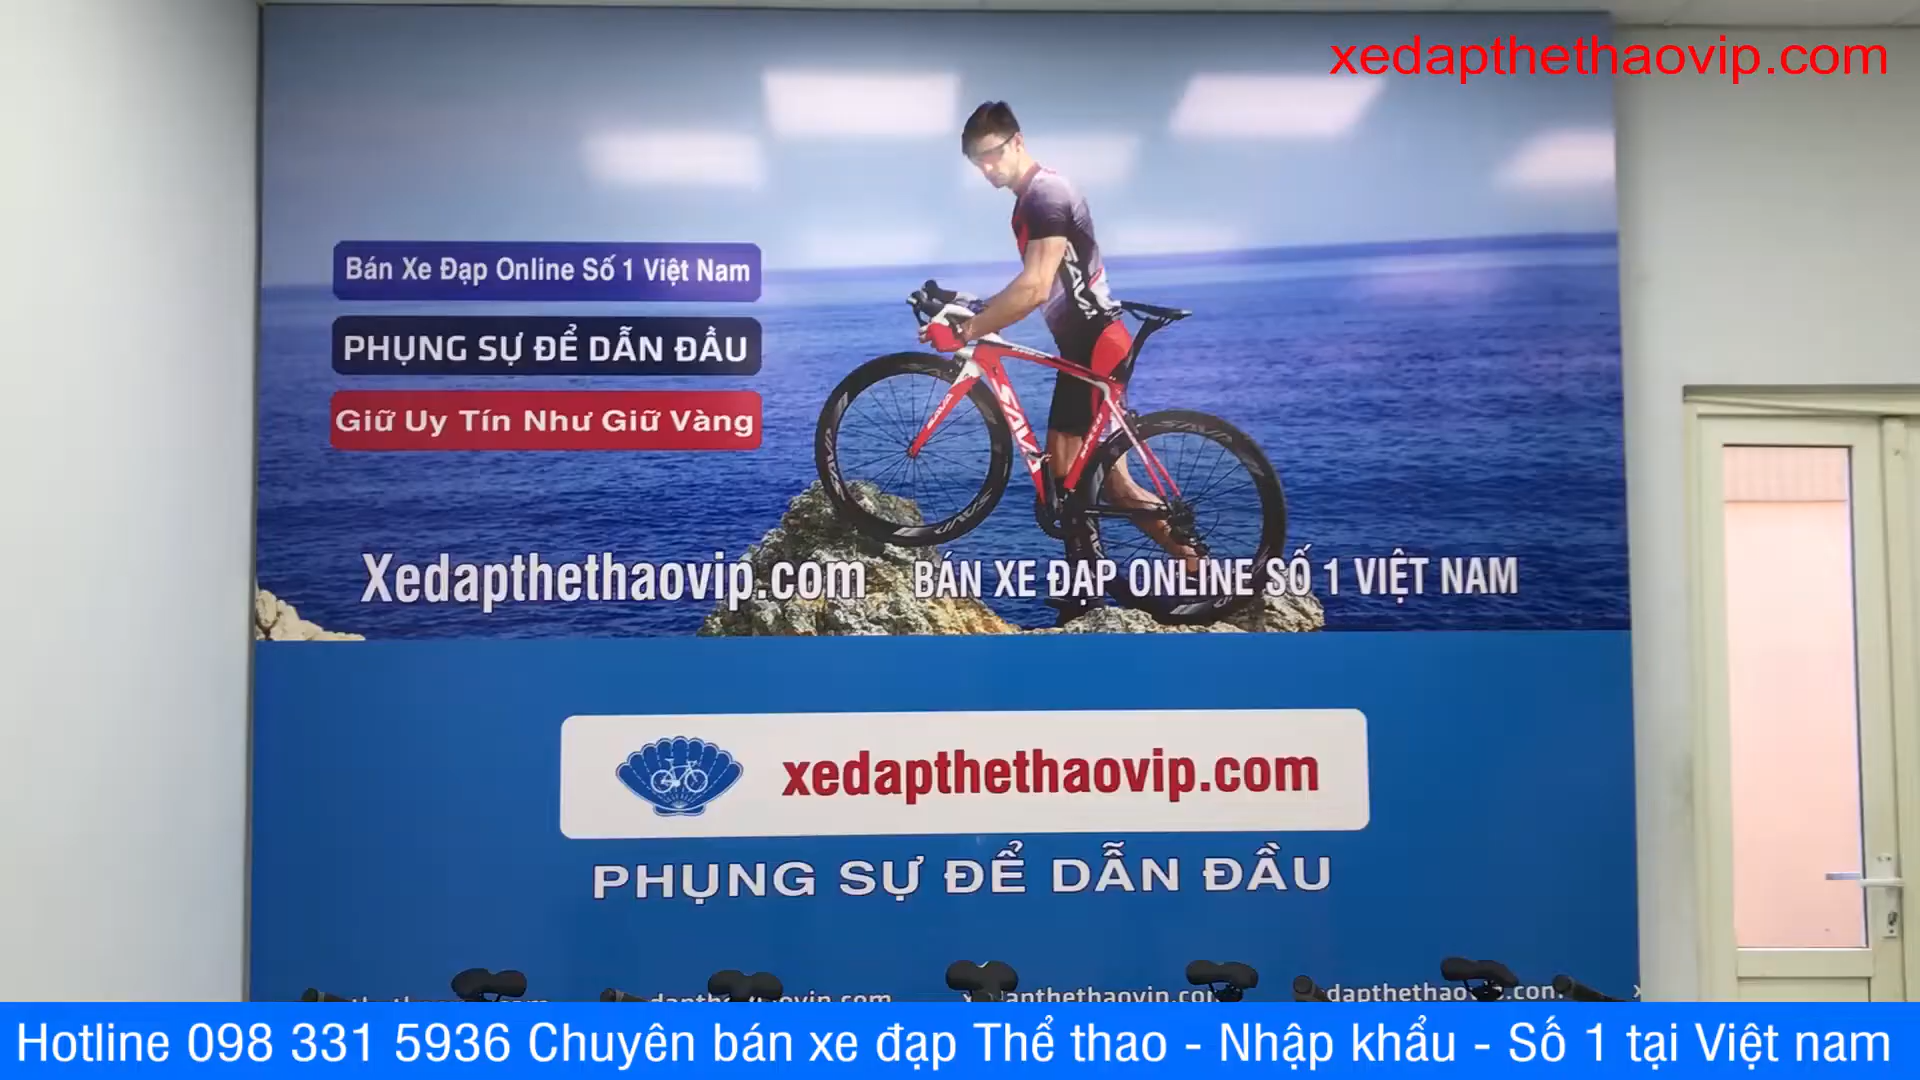 xedapthethaovip.com
Bán Xe Đạp Online Số 1 Việt Nam
PHỤNG SỰ ĐỂ DẪN ĐẦU
Giữ Uy Tín Như Giữ Vàng
SAVA
SAVA
Xedapthethaovip.com BÁN XE ĐẠP ONLINE SỐ 1 VIỆT NAM
xedapthethaovip.com
PHỤNG SỰ ĐỂ DẪN ĐẦU
Hotline 098 331 5936 Chuyên bán xe đạp Thể thao - Nhập khẩu - Số 1 tại Việt nam